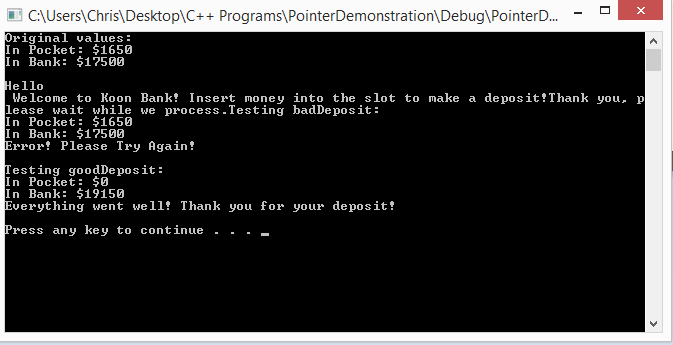 C:\Users\Chris\Desktop\C++ Programs\PointerDemonstration\Debug\PointerD...
Original values:
In Pocket: $1650
In Bank: $17500
Hello
Welcome to Koon Bank! Insert money into the slot to make a deposit!Thank you, p
lease wait while we process.Testing badDeposit:
In Pocket: $1650
In Bank: $17500
Error! Please Try Again!
Testing goodDeposit:
In Pocket: $0
In Bank: $19150
Everything went well! Thank you for your deposit!
Press any key to continue . . . _